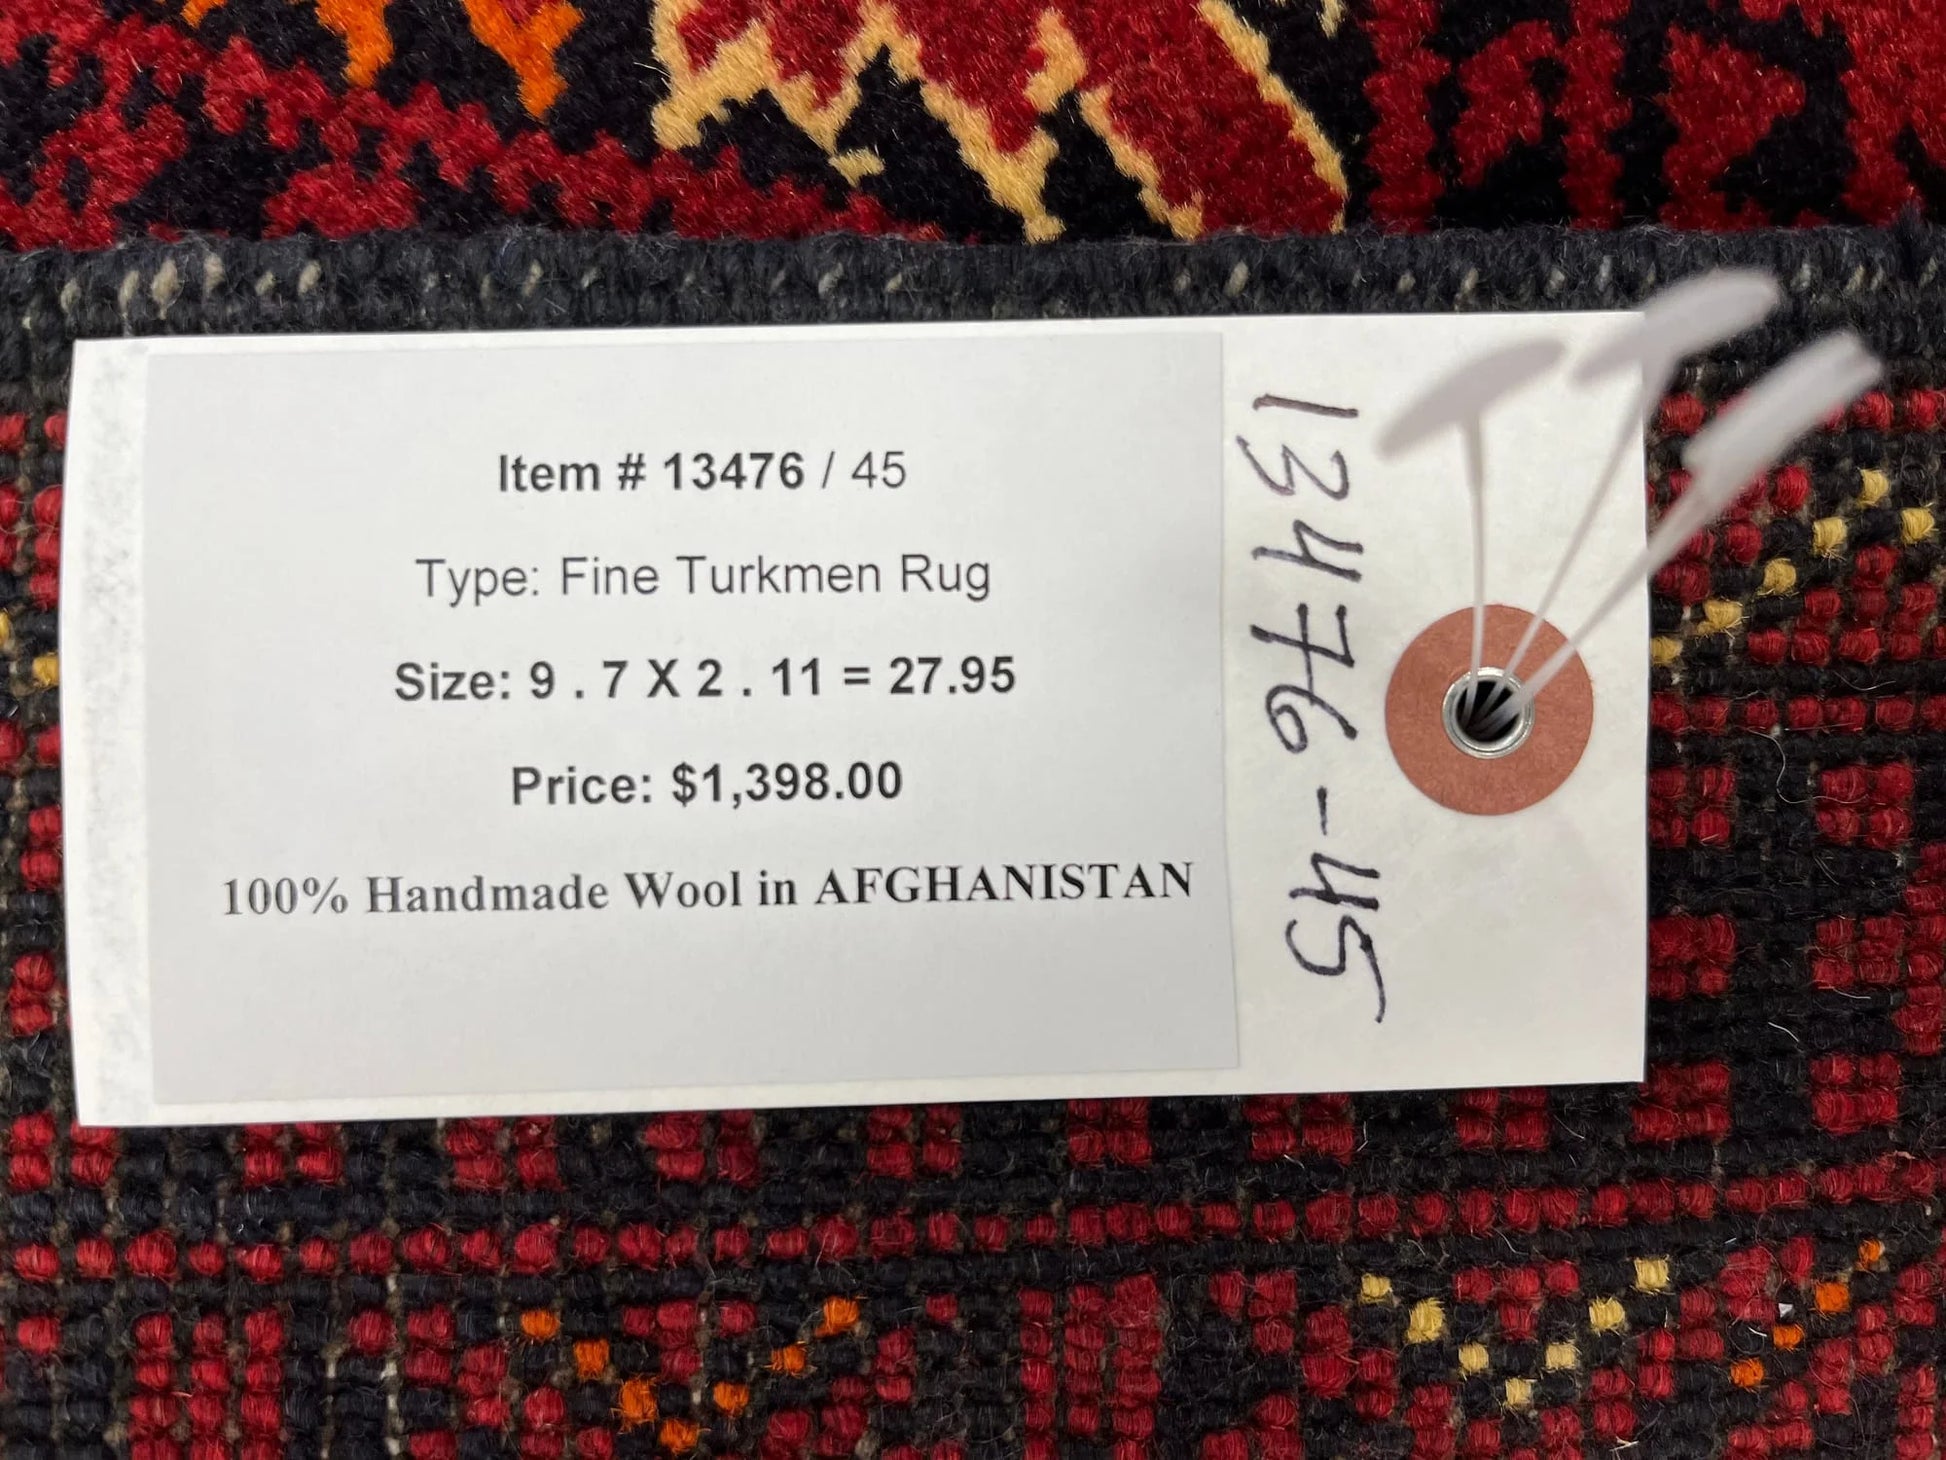 Item # 13476 / 45
Type: Fine Turkmen Rug
Size: 9 . 7 X 2 . 11 = 27.95
Price: $1,398.00
100% Handmade Wool in AFGHANISTAN
13476-45